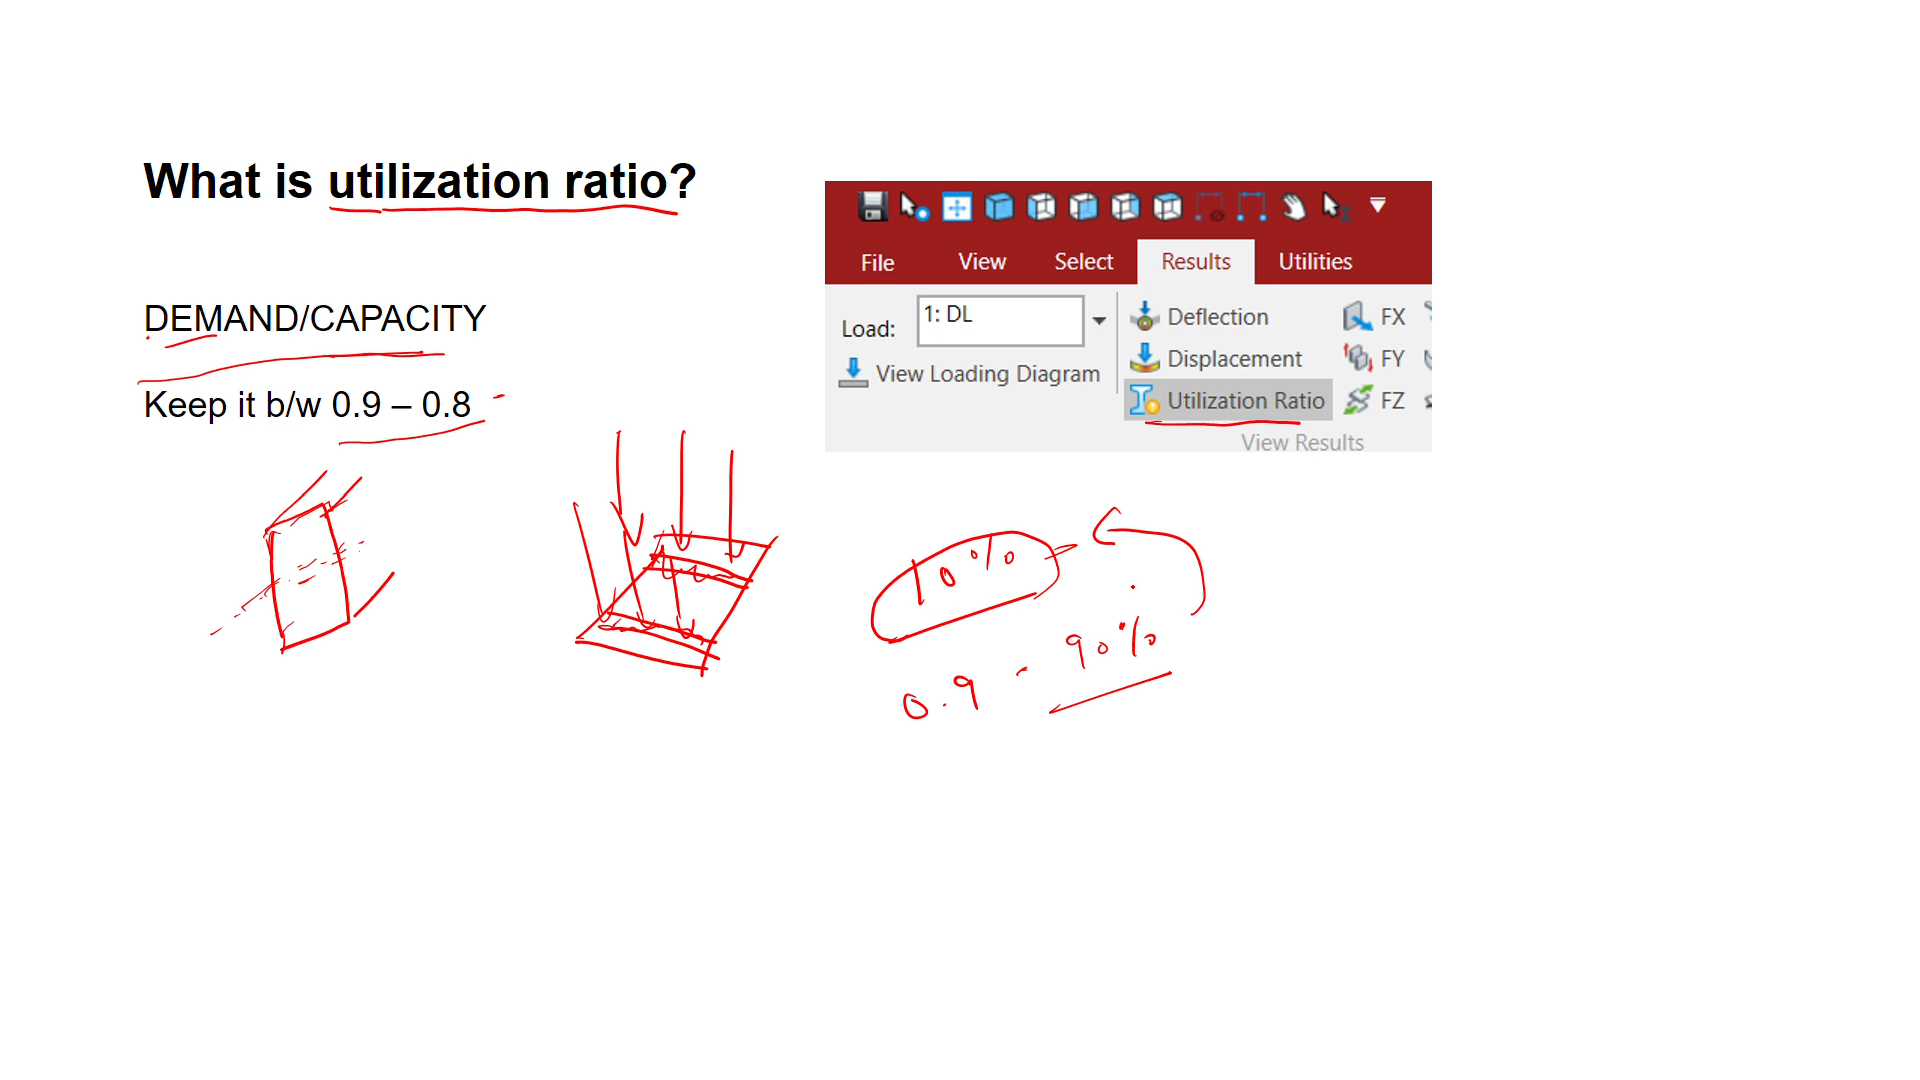 What is utilization ratio?
DEMAND/CAPACITY
Keep it b/w 0.9 – 0.8
File View Select Results Utilities
Load: 1: DL
View Loading Diagram
Deflection FX
Displacement FY
Utilization Ratio FZ
View Results
10%
0.9 - 90%